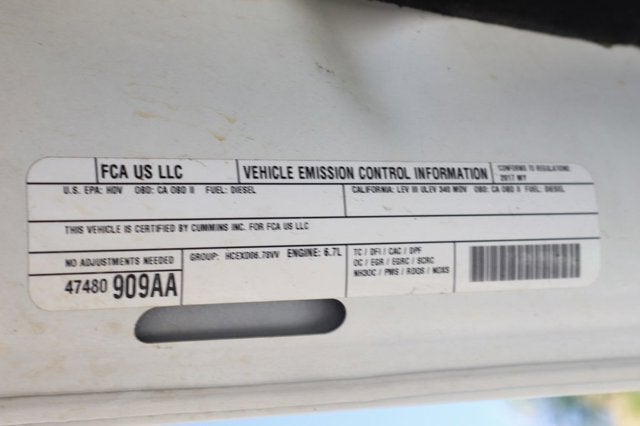 FCA US LLC
VEHICLE EMISSION CONTROL INFORMATION
CONFORMS TO REGULATIONS:
2017 MY
U.S. EPA: HDV OBD: CA OBD II FUEL: DIESEL
CALIFORNIA: LEV III ULEV 340 MDV OBD: CA OBD II FUEL: DIESEL
THIS VEHICLE IS CERTIFIED BY CUMMINS INC. FOR FCA US LLC
NO ADJUSTMENTS NEEDED
47480 909AA
GROUP: HCEXD06.78VV ENGINE: 6.7L
TC / DFI / CAC / DPF
OC / EGR / EGRC / SCRC
NH3OC / PMS / RDQS / NOXS